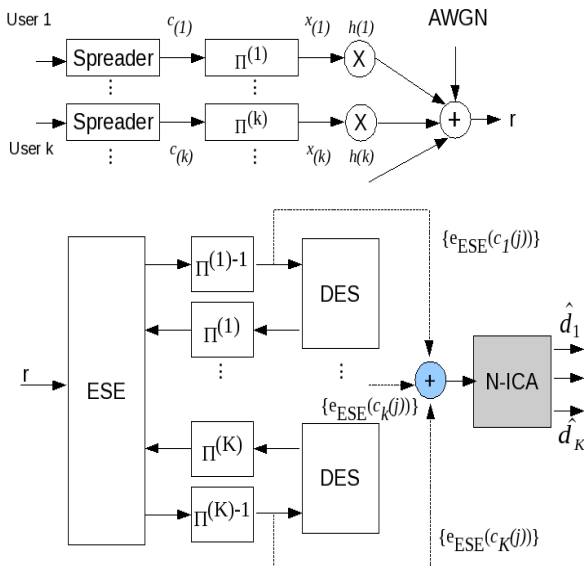 User 1
c(1)
x(1)
h(1)
AWGN
Spreader
Π(1)
X
⋮
⋮
Spreader
Π(k)
X
+
r
User k
c(k)
x(k)
h(k)
⋮
⋮
{eESE(c1(j))}
Π(1)-1
DES
Π(1)
d̂1
r
ESE
⋮
⋮
+
N-ICA
{eESE(ck(j))}
d̂K
Π(K)
DES
Π(K)-1
{eESE(cK(j))}